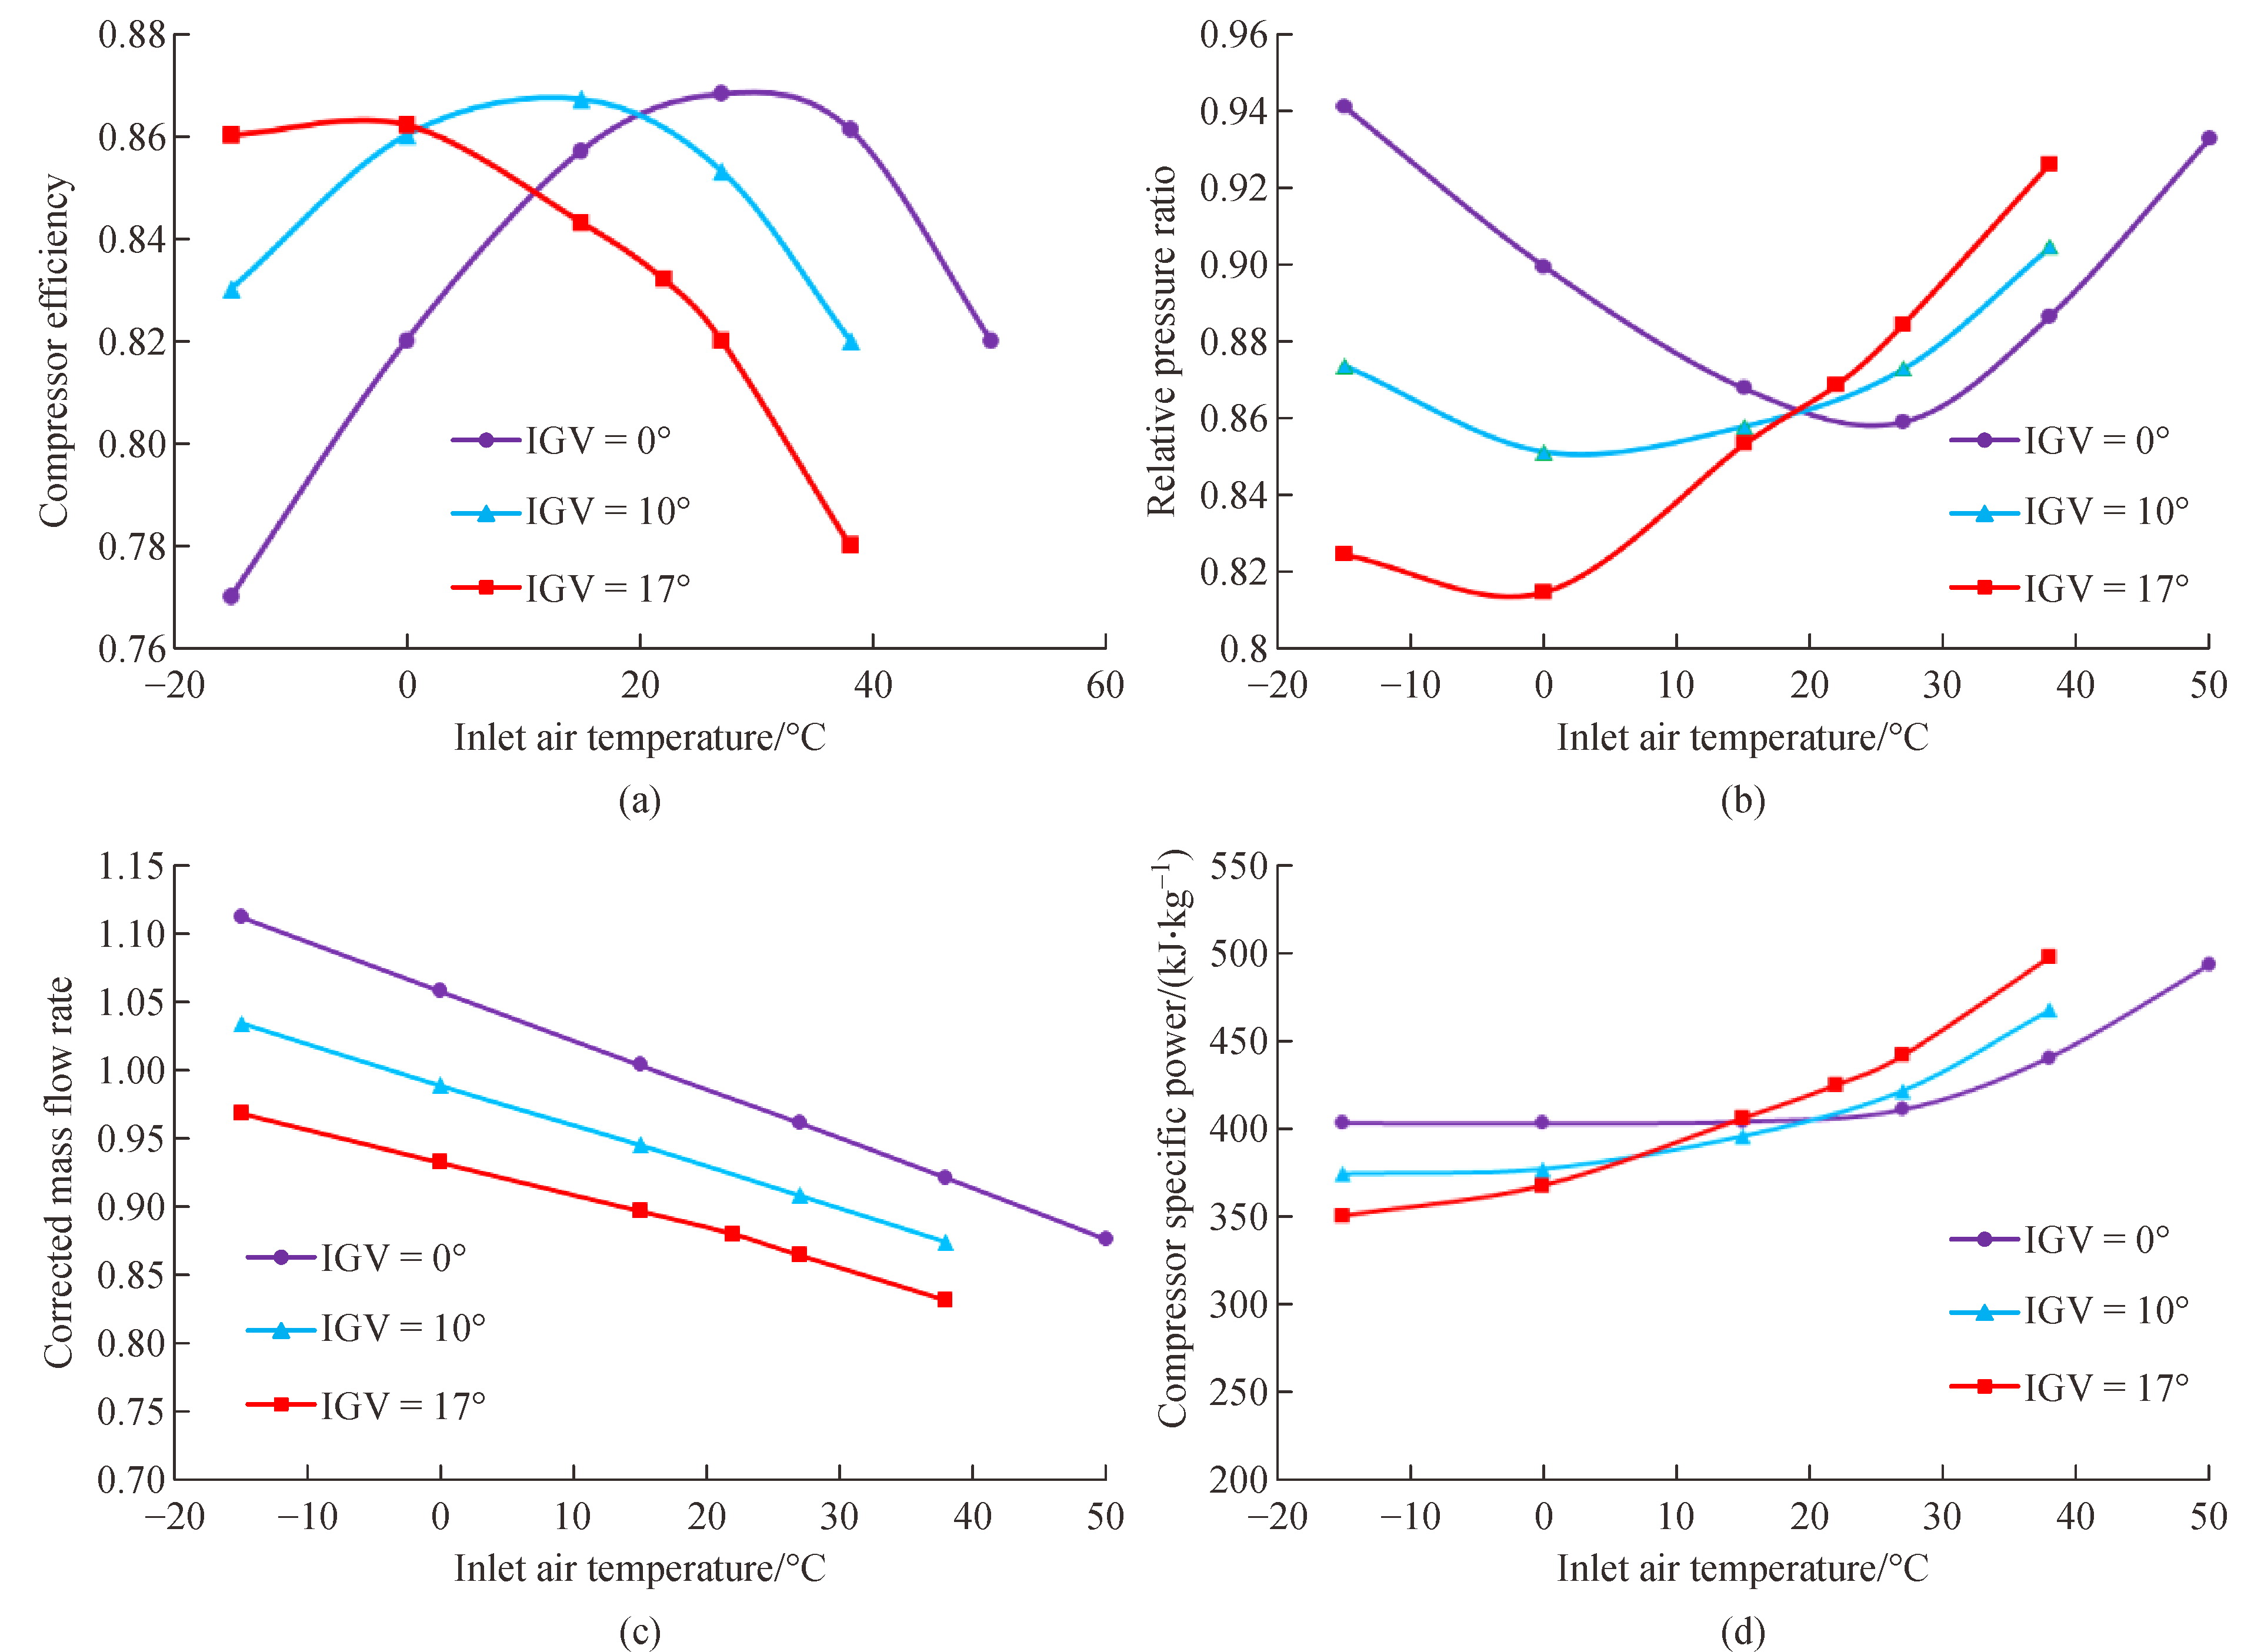 0.88
0.86
0.84
0.82
0.80
0.78
0.76
Compressor efficiency
IGV = 0°
IGV = 10°
IGV = 17°
−20 0 20 40 60
Inlet air temperature/°C
(a)
0.96
0.94
0.92
0.90
0.88
0.86
0.84
0.82
0.8
Relative pressure ratio
IGV = 0°
IGV = 10°
IGV = 17°
−20 −10 0 10 20 30 40 50
Inlet air temperature/°C
(b)
1.15
1.10
1.05
1.00
0.95
0.90
0.85
0.80
0.75
0.70
Corrected mass flow rate
IGV = 0°
IGV = 10°
IGV = 17°
−20 −10 0 10 20 30 40 50
Inlet air temperature/°C
(c)
550
500
450
400
350
300
250
200
Compressor specific power/(kJ·kg⁻¹)
IGV = 0°
IGV = 10°
IGV = 17°
−20 −10 0 10 20 30 40 50
Inlet air temperature/°C
(d)